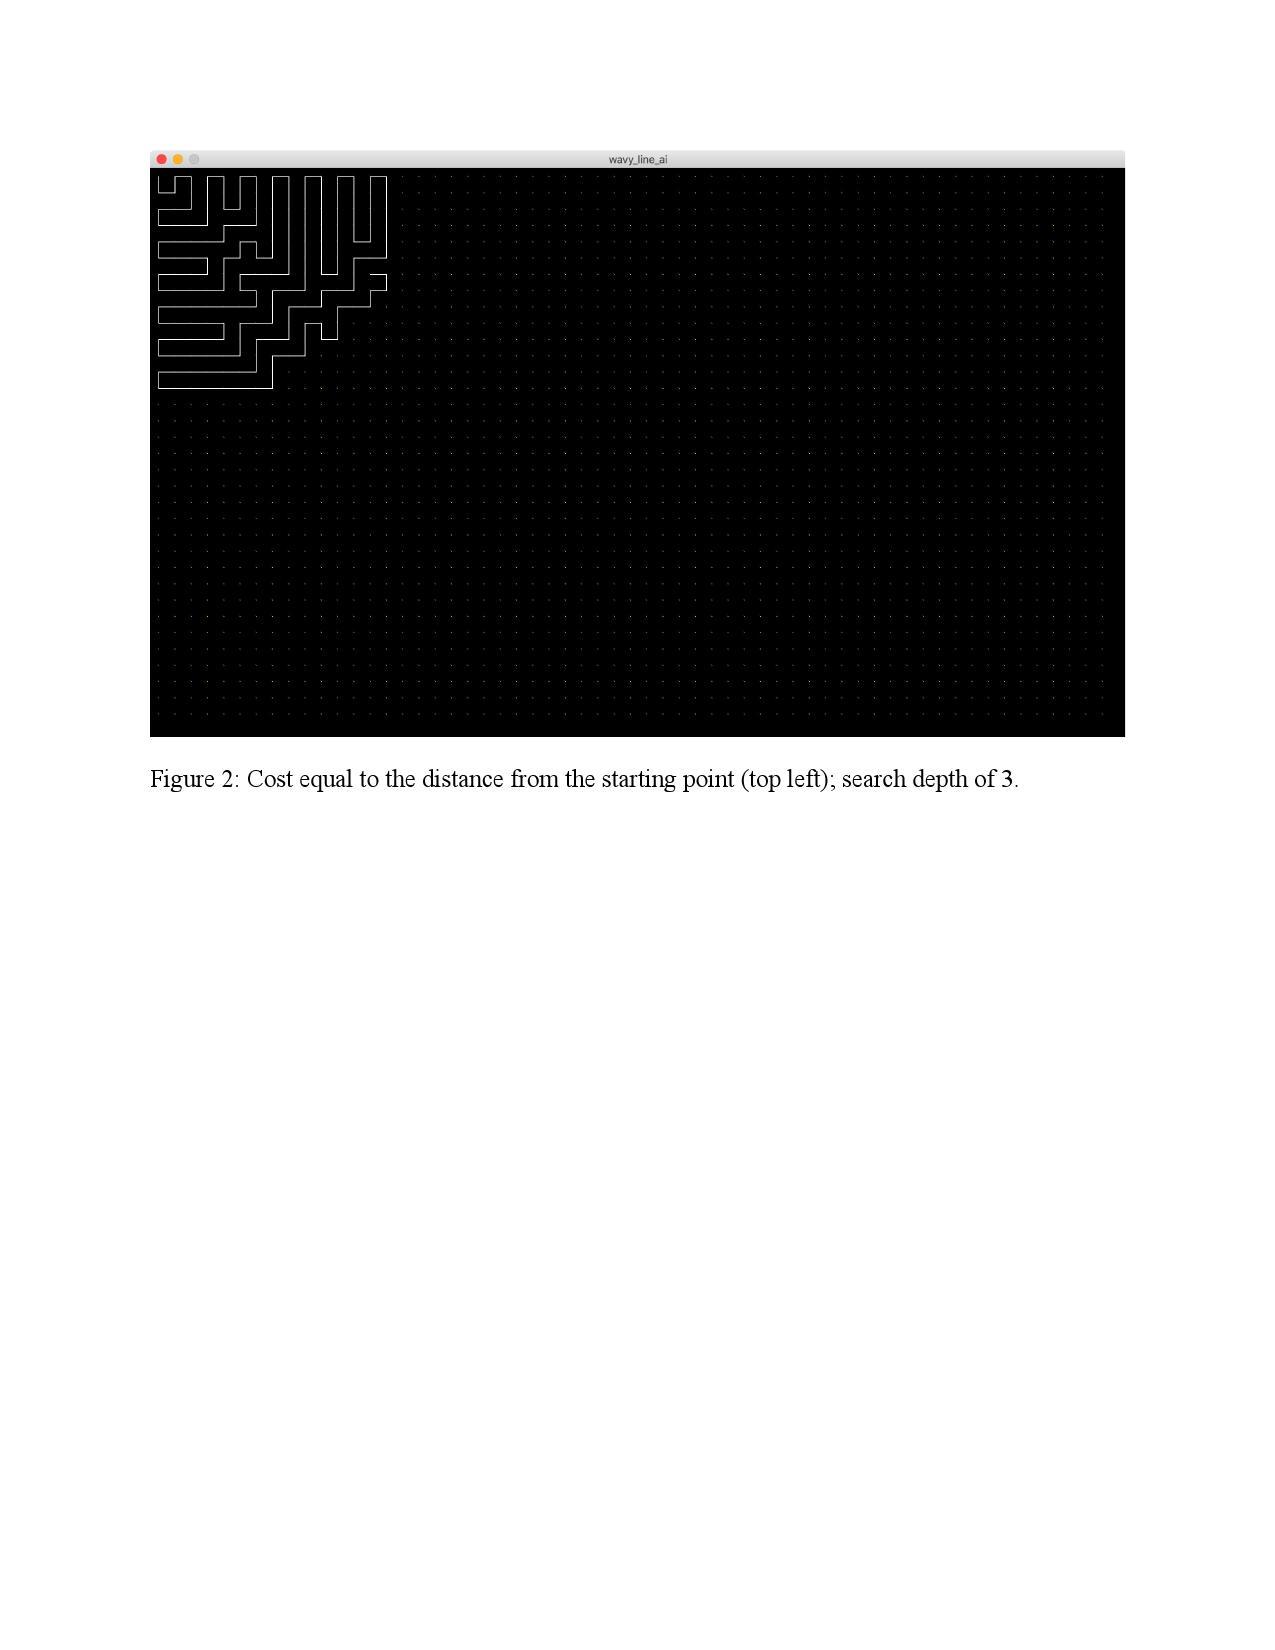 wavy_line_ai
Figure 2: Cost equal to the distance from the starting point (top left); search depth of 3.